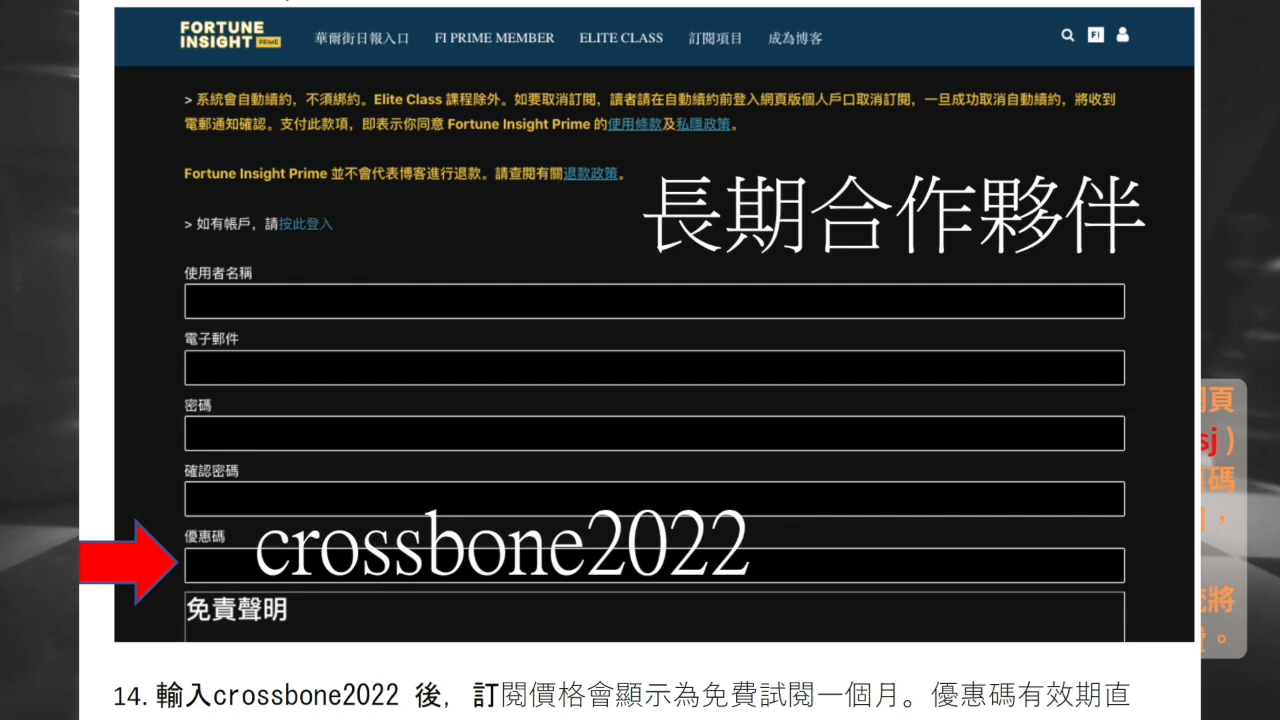 FORTUNE
INSIGHT PRIME
華爾街日報入口 FI PRIME MEMBER ELITE CLASS 訂閱項目 成為博客
FI
> 系統會自動續約，不須綁約。Elite Class 課程除外。如要取消訂閱，讀者請在自動續約前登入網頁版個人戶口取消訂閱，一旦成功取消自動續約，將收到
電郵通知確認。支付此款項，即表示你同意 Fortune Insight Prime 的使用條款及私隱政策。
Fortune Insight Prime 並不會代表博客進行退款。請查閱有關退款政策。
長期合作夥伴
> 如有帳戶，請按此登入
使用者名稱
電子郵件
密碼
確認密碼
優惠碼
crossbone2022
免責聲明
頁
sj )
碼
，
將
。
14. 輸入crossbone2022 後，訂閱價格會顯示為免費試閱一個月。優惠碼有效期直